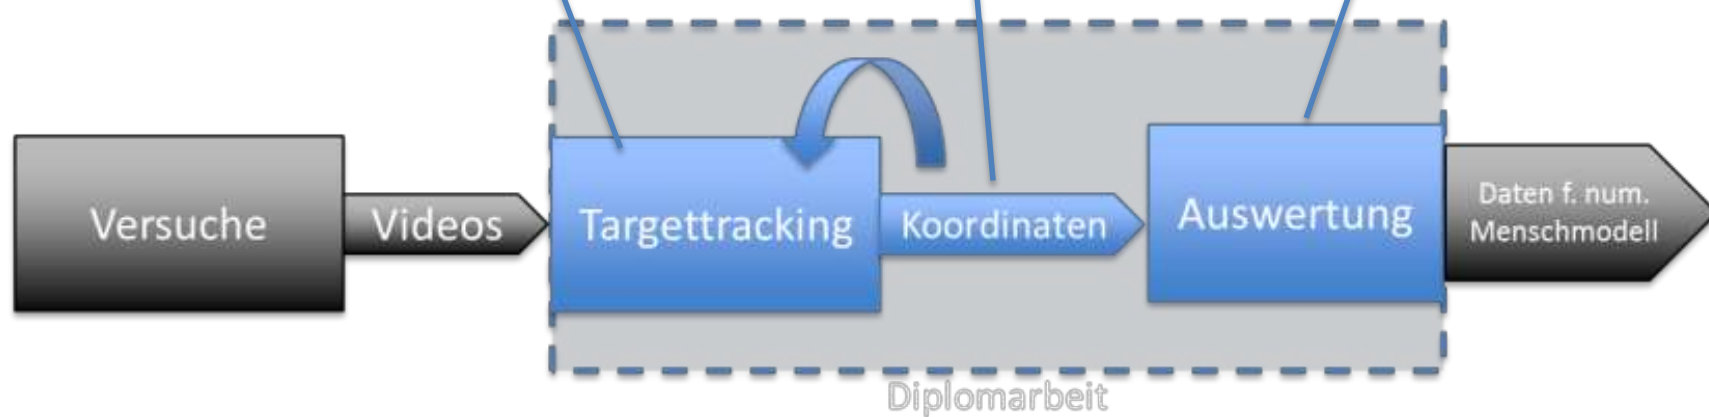 Versuche
Videos
Targettracking
Koordinaten
Auswertung
Daten f. num.
Menschmodell
Diplomarbeit